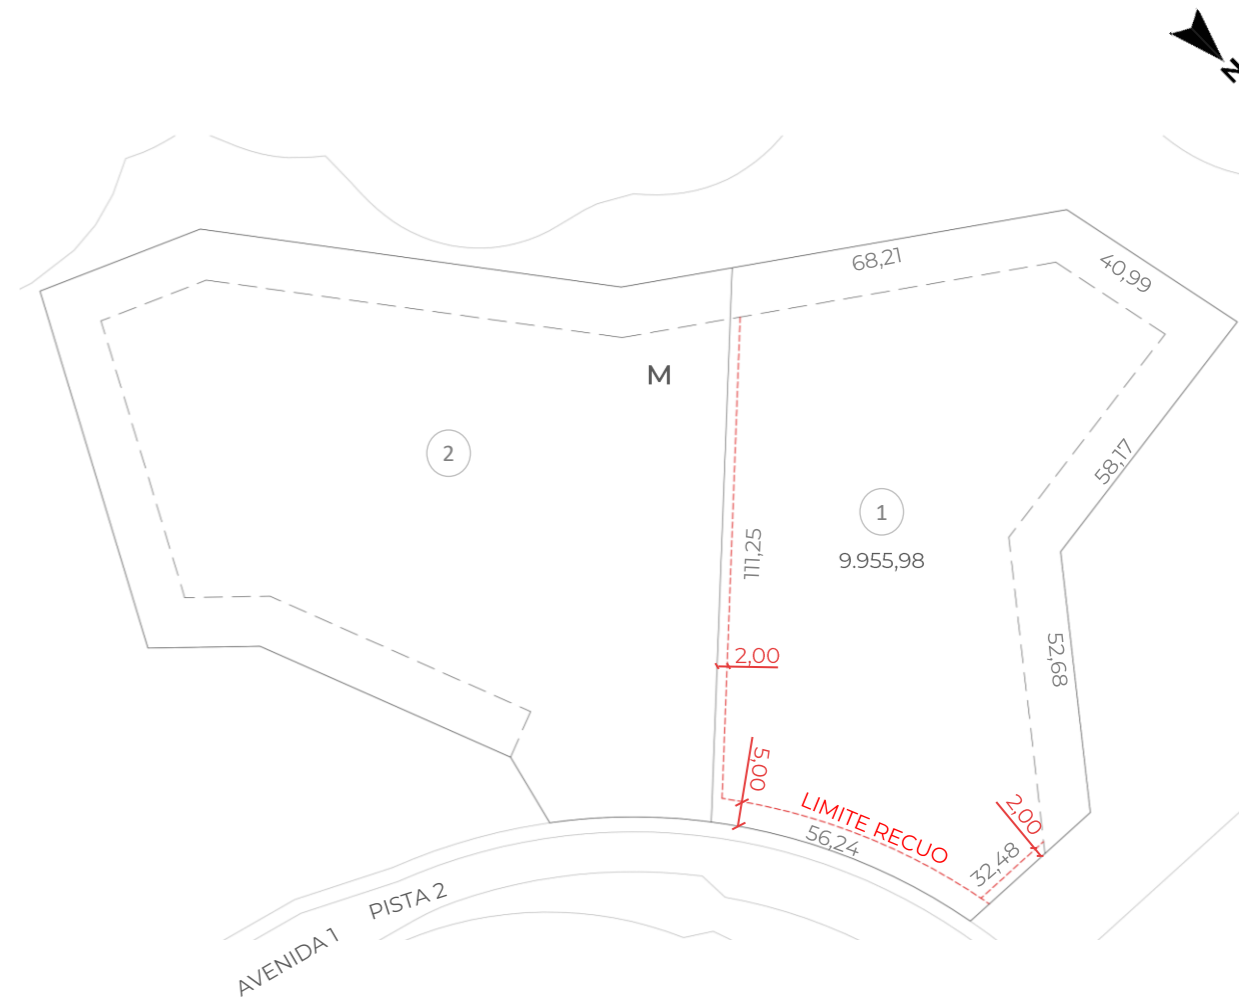 N
68,21
40,99
M
58,17
2
1
111,25
9.955,98
52,68
2,00
5,00
LIMITE RECUO
2,00
56,24
32,48
PISTA 2
AVENIDA 1